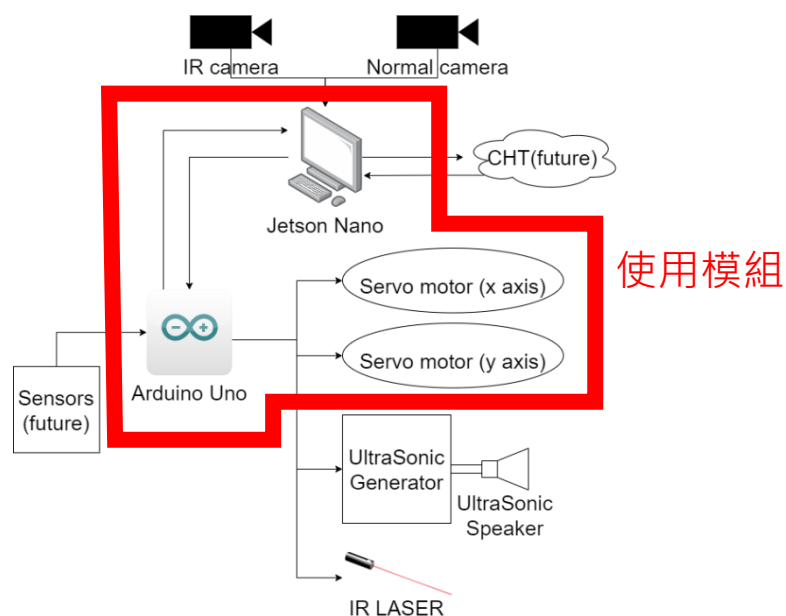 IR camera
Normal camera
CHT(future)
Jetson Nano
使用模組
Servo motor (x axis)
Servo motor (y axis)
Arduino Uno
Sensors
(future)
UltraSonic
Generator
UltraSonic
Speaker
IR LASER